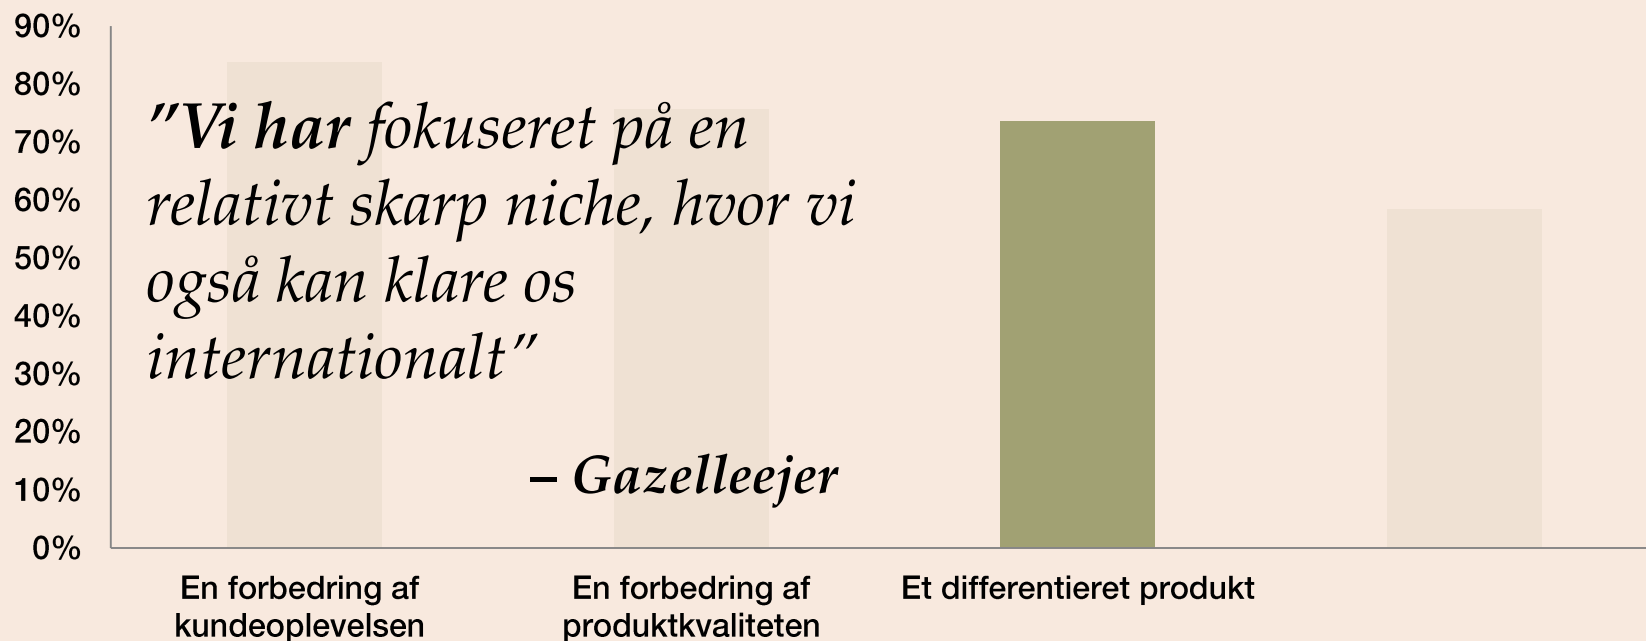 90%
80%
70%
60%
50%
40%
30%
20%
10%
0%
”Vi har fokuseret på en
relativt skarp niche, hvor vi
også kan klare os
internationalt”
– Gazelleejer
En forbedring af
kundeoplevelsen
En forbedring af
produktkvaliteten
Et differentieret produkt